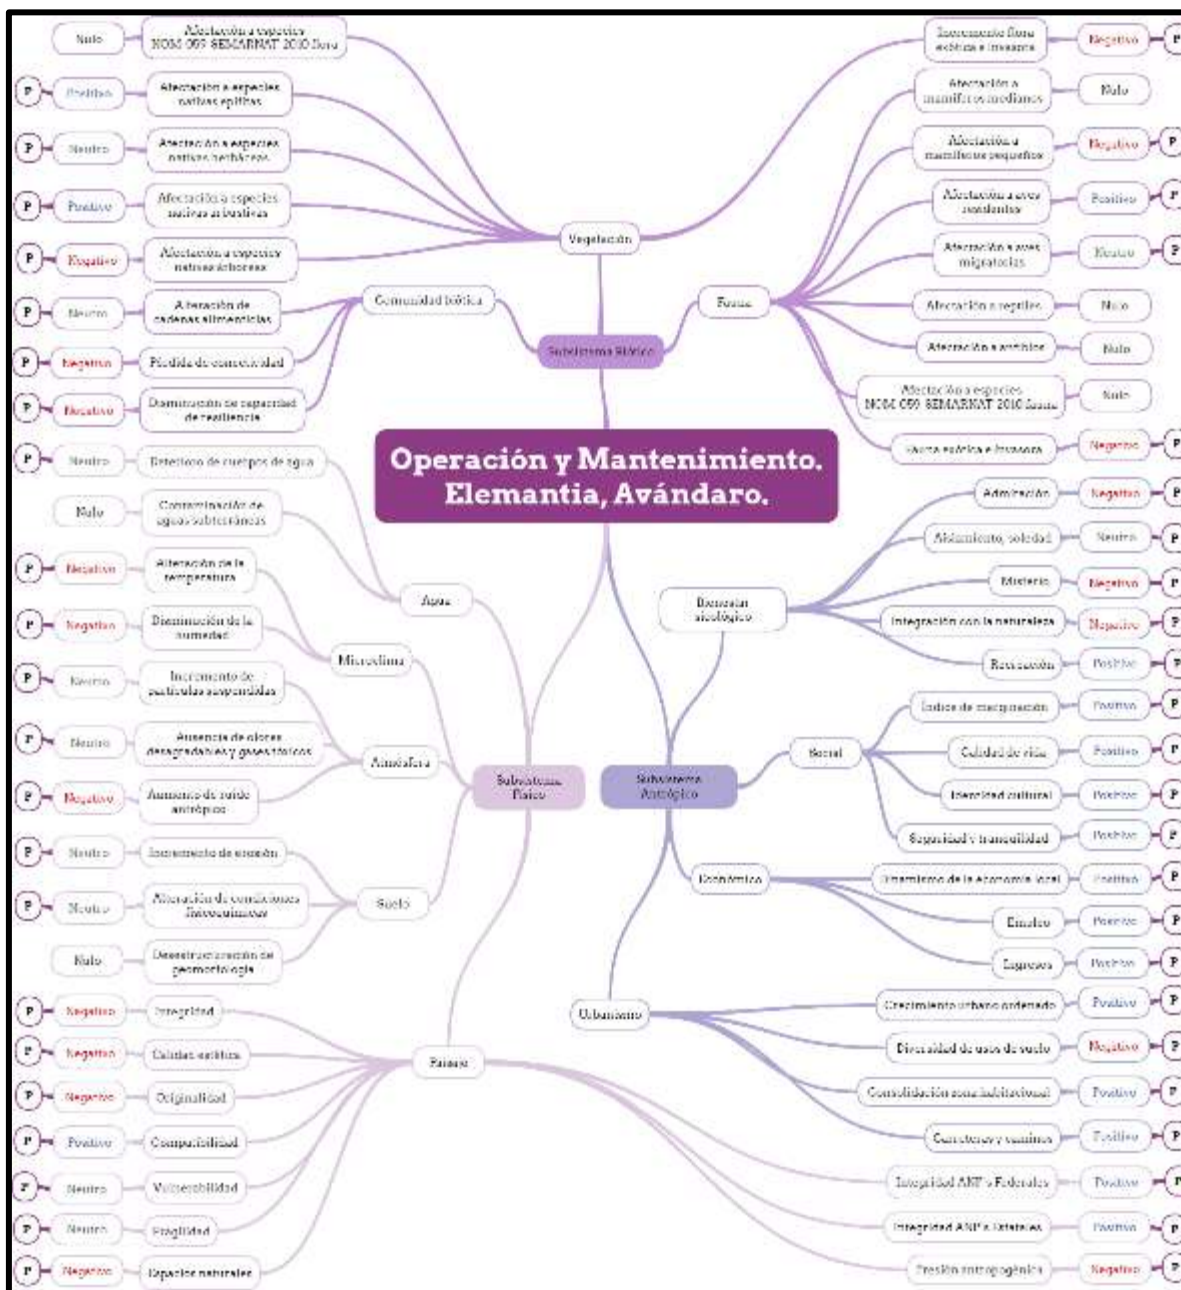 Nulo
Afectación a especies
NOM 059 SEMARNAT 2010 flora
P
Positivo
Afectación a especies
nativas epífitas
P
Neutro
Afectación a especies
nativas herbáceas
P
Positivo
Afectación a especies
nativas arbustivas
P
Negativo
Afectación a especies
nativas árboreas
P
Neutro
Alteración de
cadenas alimenticias
P
Negativo
Pérdida de conectividad
P
Negativo
Disminución de capacidad
de resiliencia
Vegetación
Comunidad biótica
Subsistema Biótico
Fauna
Incremento flora
exótica e invasora
Negativo
P
Afectación a
mamíferos medianos
Nulo
Afectación a
mamíferos pequeños
Negativo
P
Afectación a aves
residentes
Positivo
P
Afectación a aves
migratorias
Neutro
P
Afectación a reptiles
Nulo
Afectación a anfibios
Nulo
Afectación a especies
NOM 059 SEMARNAT 2010 fauna
Nulo
Fauna exótica e invasora
Negativo
P
Operación y Mantenimiento.
Elemantia, Avándaro.
P
Neutro
Deterioro de cuerpos de agua
Nulo
Contaminación de
aguas subterráneas
P
Negativo
Alteración de la
temperatura
P
Negativo
Disminución de la
humedad
P
Neutro
Incremento de
partículas suspendidas
P
Neutro
Ausencia de olores
desagradables y gases tóxicos
P
Negativo
Aumento de ruido
antrópico
P
Neutro
Incremento de erosión
P
Neutro
Alteración de condiciones
fisicoquímicas
Nulo
Desestructuración de
geomorfología
Agua
Microclima
Atmósfera
Suelo
Subsistema
Físico
Subsistema
Antrópico
Bienestar
sicológico
Admiración
Negativo
P
Aislamiento, soledad
Neutro
P
Misterio
Negativo
P
Integración con la naturaleza
Negativo
P
Recreación
Positivo
P
Social
Índice de marginación
Positivo
P
Calidad de vida
Positivo
P
Identidad cultural
Positivo
P
Seguridad y tranquilidad
Positivo
P
Económico
Dinamismo de la economía local
Positivo
P
Empleo
Positivo
P
Ingresos
Positivo
P
Urbanismo
Crecimiento urbano ordenado
Positivo
P
Diversidad de usos de suelo
Negativo
P
Consolidación zona habitacional
Positivo
P
Carreteras y caminos
Positivo
P
P
Negativo
Integridad
P
Negativo
Calidad estética
P
Negativo
Originalidad
P
Positivo
Compatibilidad
P
Neutro
Vulnerabilidad
P
Neutro
Fragilidad
P
Negativo
Espacios naturales
Paisaje
Integridad ANP's Federales
Positivo
P
Integridad ANP's Estatales
Positivo
P
Presión antropogénica
Negativo
P